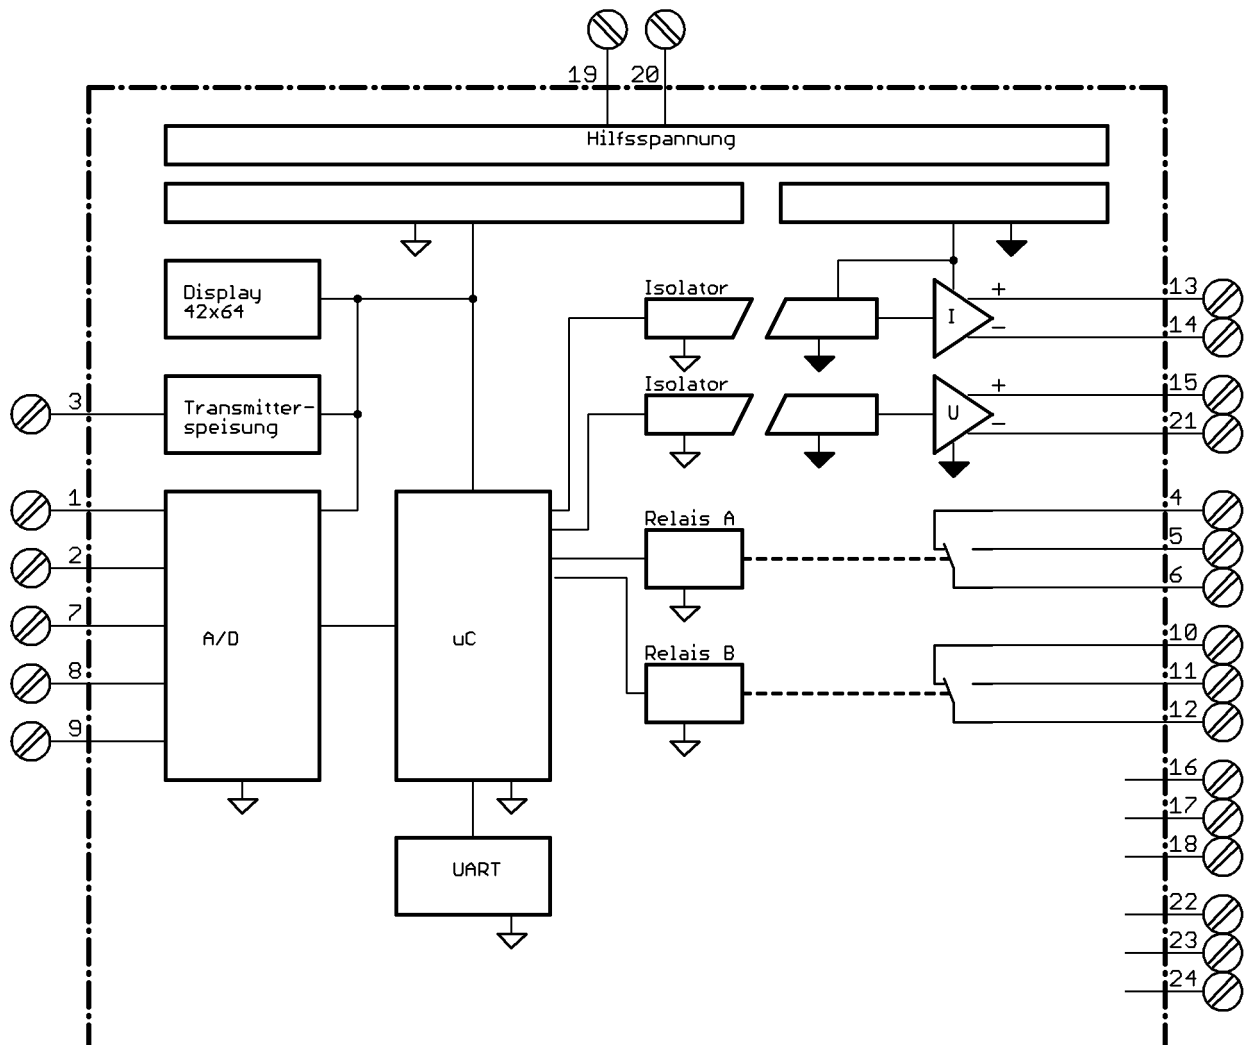 19 20
Hilfsspannung
Display
42x64
Isolator
+ 13
I
- 14
3
Transmitter-
speisung
Isolator
+ 15
U
- 21
1
2
7
8
9
A/D
uC
Relais A
4
5
6
Relais B
10
11
12
16
17
18
UART
22
23
24